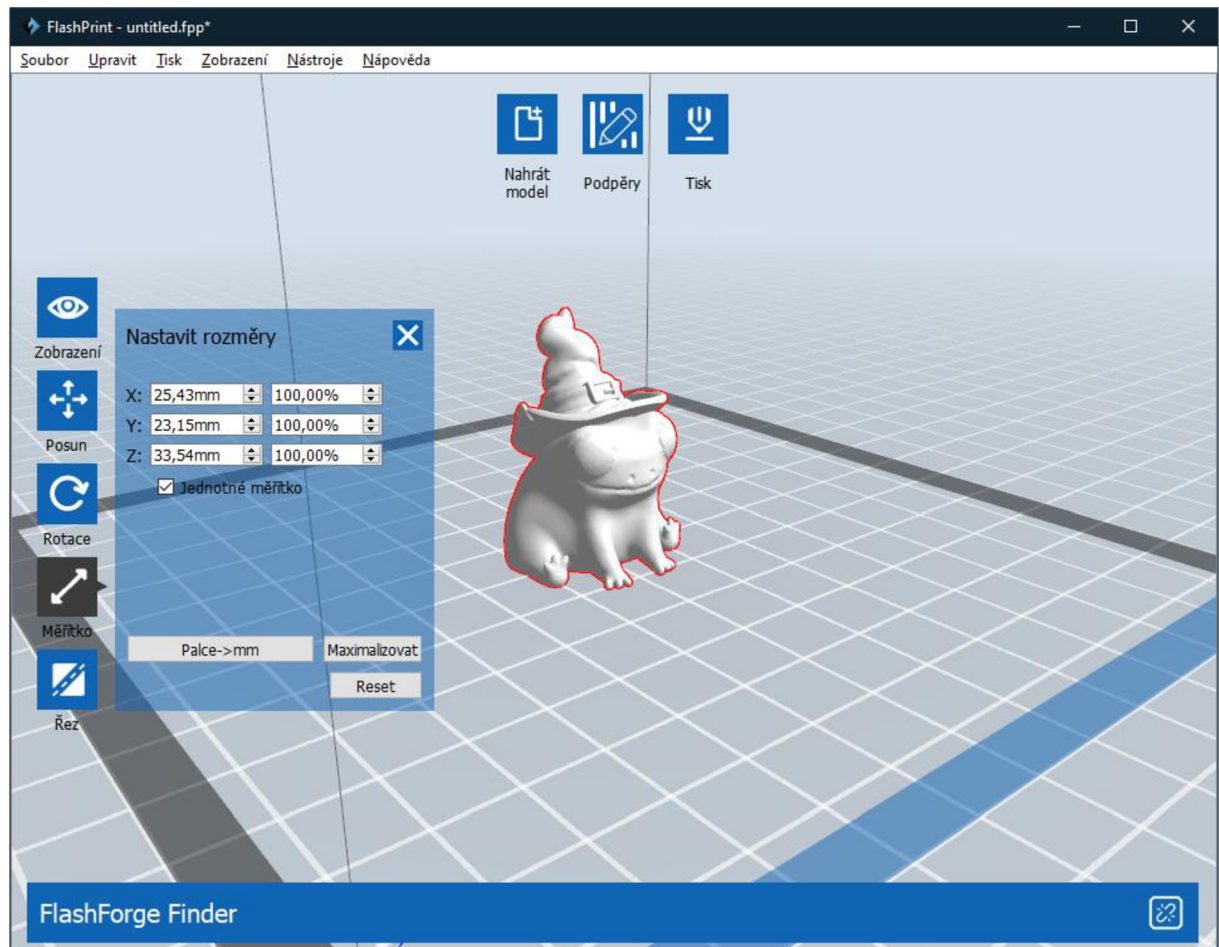 FlashPrint - untitled.fpp*
Soubor Upravit Tisk Zobrazení Nástroje Nápověda
Nahrát
model
Podpěry
Tisk
Zobrazení
Posun
Rotace
Měřítko
Řez
Nastavit rozměry
X: 25,43mm 100,00%
Y: 23,15mm 100,00%
Z: 33,54mm 100,00%
Jednotné měřítko
Palce->mm Maximalizovat
Reset
FlashForge Finder